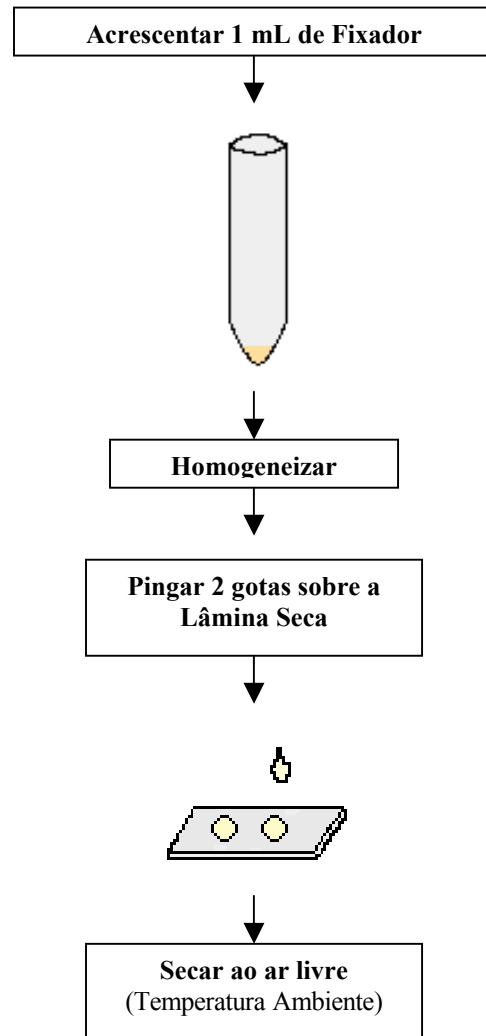 Acrescentar 1 mL de Fixador
Homogeneizar
Pingar 2 gotas sobre a
Lâmina Seca
Secar ao ar livre
(Temperatura Ambiente)